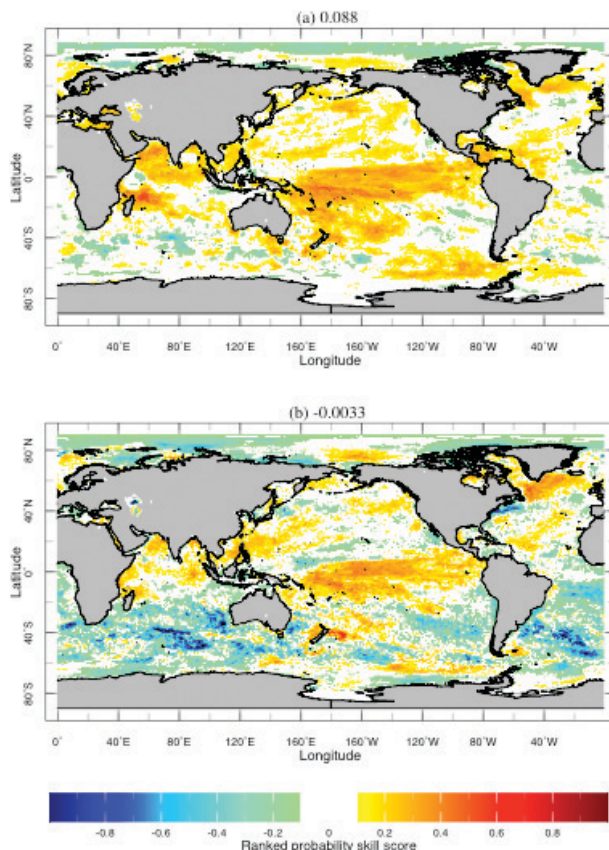 (a) 0.088
80°N
40°N
0
40°S
80°S
Latitude
0° 40°E 80°E 120°E 160°E 160°W 120°W 80°W 40°W
Longitude
(b) -0.0033
80°N
40°N
0
40°S
80°S
Latitude
0° 40°E 80°E 120°E 160°E 160°W 120°W 80°W 40°W
Longitude
-0.8 -0.6 -0.4 -0.2 0 0.2 0.4 0.6 0.8
Ranked probability skill score